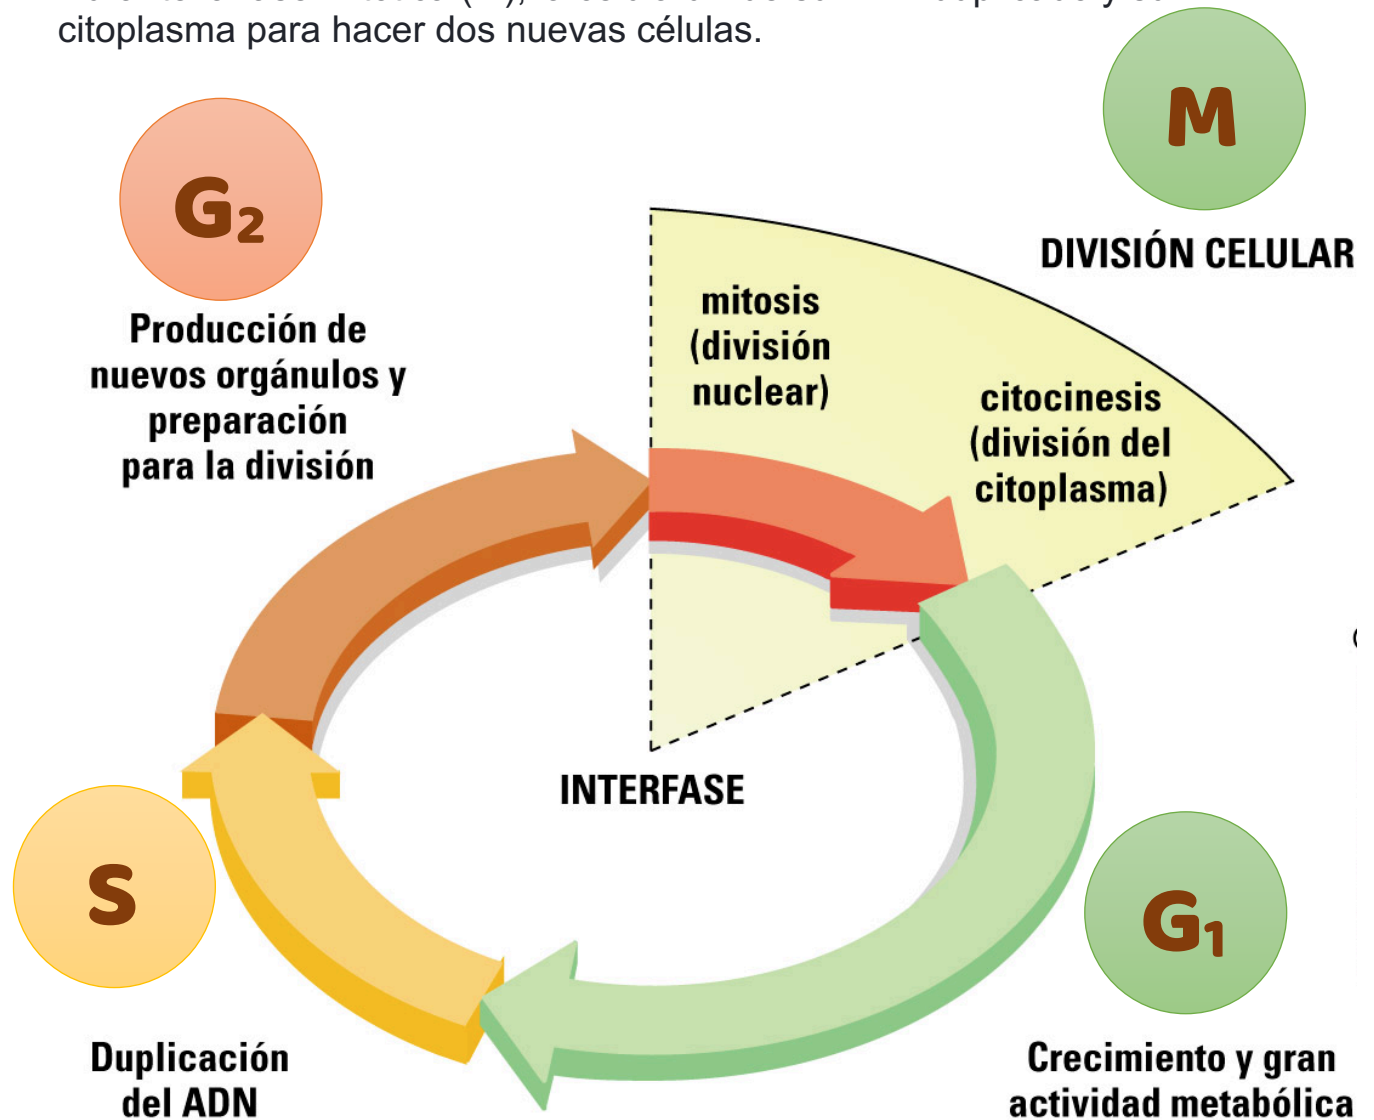 citoplasma para hacer dos nuevas células.
M
DIVISIÓN CELULAR
G₂
Producción de
nuevos orgánulos y
preparación
para la división
mitosis
(división
nuclear)
citocinesis
(división del
citoplasma)
INTERFASE
S
Duplicación
del ADN
G₁
Crecimiento y gran
actividad metabólica